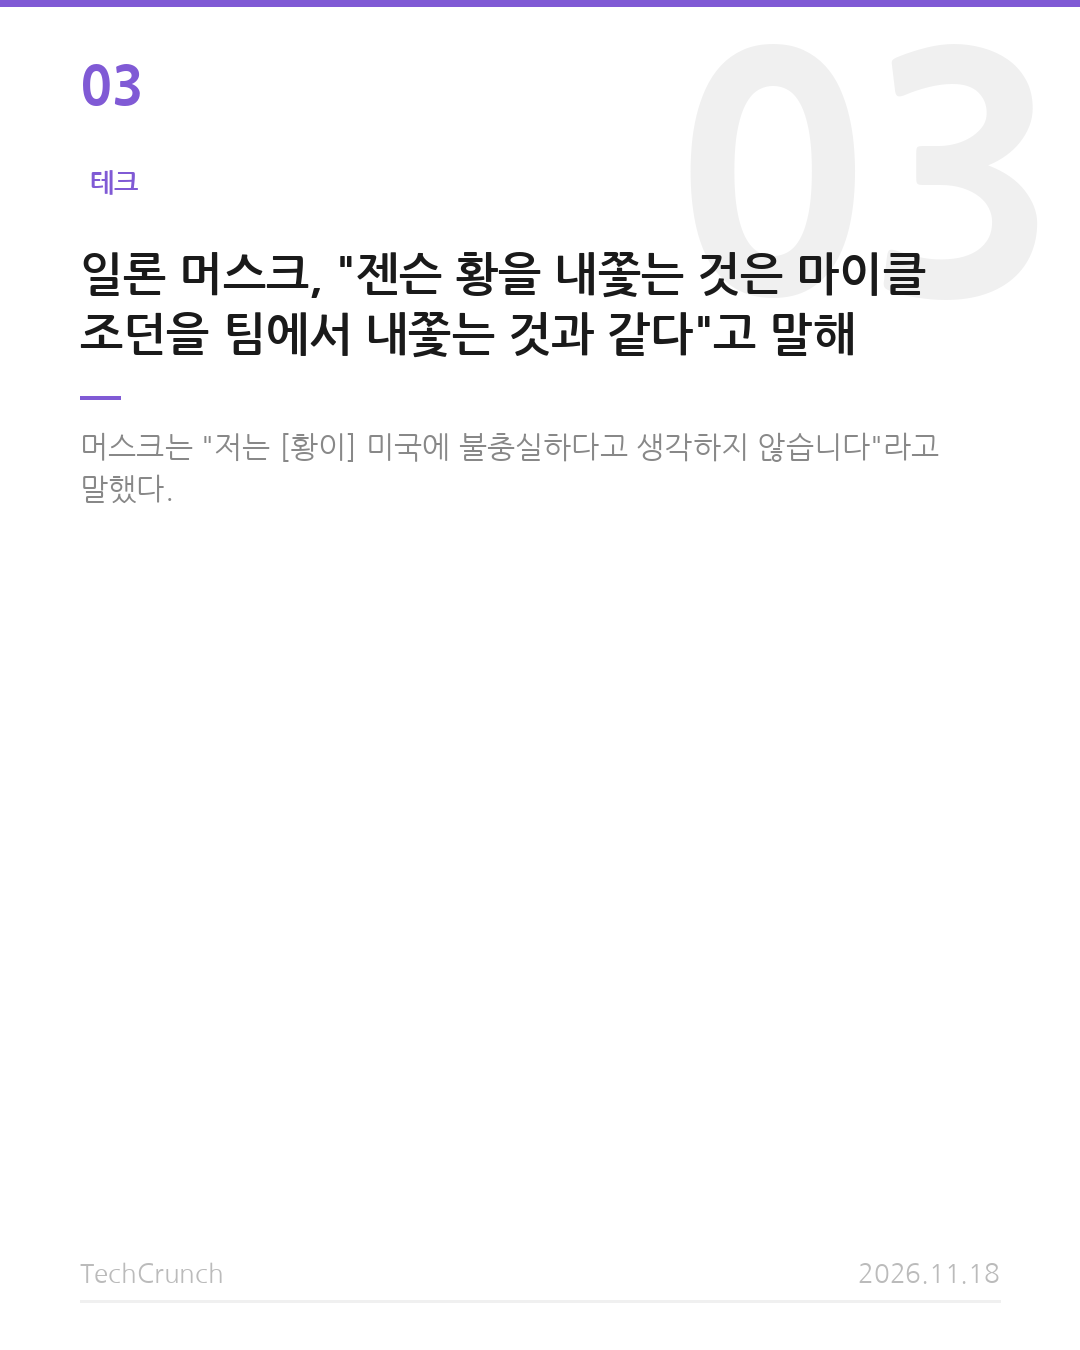 03
03
테크
일론 머스크, "젠슨 황을 내쫓는 것은 마이클
조던을 팀에서 내쫓는 것과 같다"고 말해
머스크는 "저는 [황이] 미국에 불충실하다고 생각하지 않습니다"라고
말했다.
TechCrunch
2026.11.18